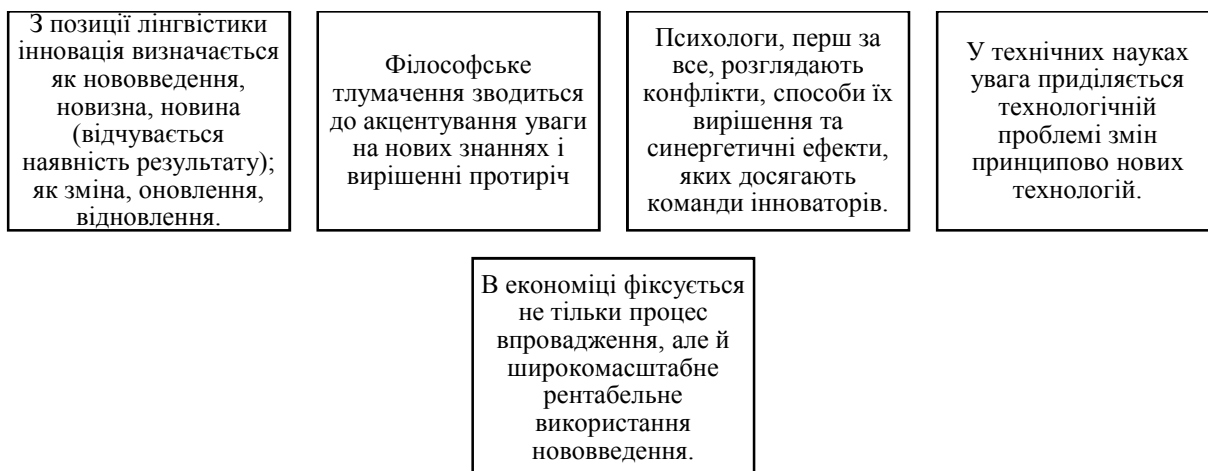 З позиції лінгвістики
інновація визначається
як нововведення,
новизна, новина
(відчувається
наявність результату);
як зміна, оновлення,
відновлення.
Філософське
тлумачення зводиться
до акцентування уваги
на нових знаннях і
вирішенні протиріч
Психологи, перш за
все, розглядають
конфлікти, способи їх
вирішення та
синергетичні ефекти,
яких досягають
команди інноваторів.
У технічних науках
увага приділяється
технологічній
проблемі змін
принципово нових
технологій.
В економіці фіксується
не тільки процес
впровадження, але й
широкомасштабне
рентабельне
використання
нововведення.